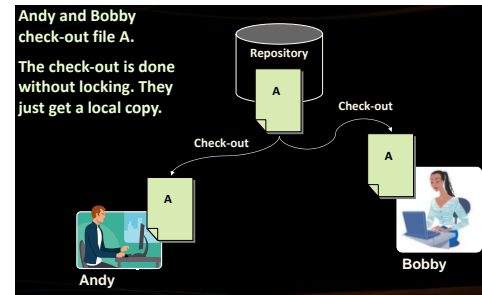 Andy and Bobby
check-out file A.
The check-out is done
without locking. They
just get a local copy.
Repository
A
Check-out
Check-out
A
A
Bobby
Andy